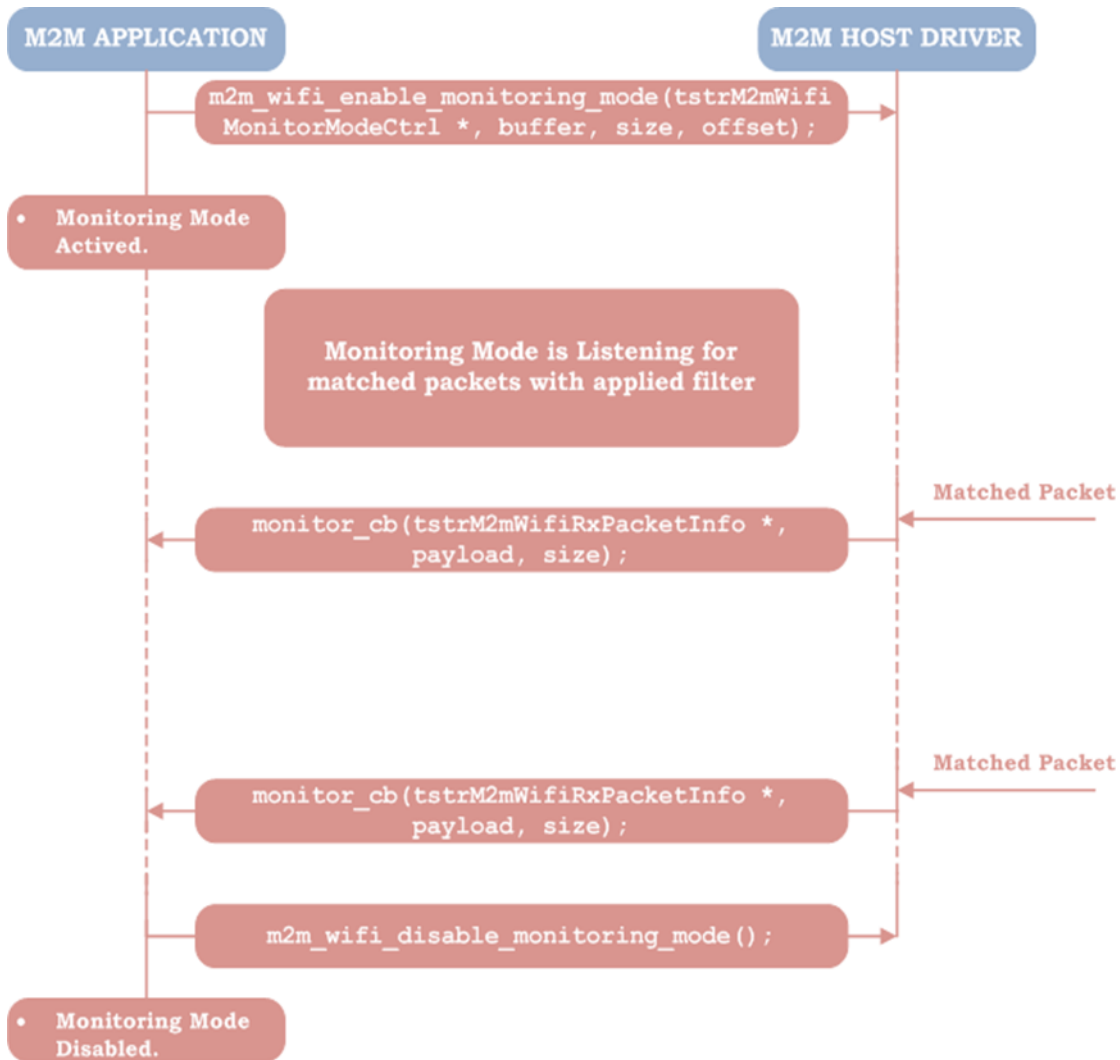 M2M APPLICATION
M2M HOST DRIVER
m2m_wifi_enable_monitoring_mode(tstrM2mWifi
MonitorModeCtrl *, buffer, size, offset);
• Monitoring Mode
Actived.
Monitoring Mode is Listening for
matched packets with applied filter
Matched Packet
monitor_cb(tstrM2mWifiRxPacketInfo *,
payload, size);
Matched Packet
monitor_cb(tstrM2mWifiRxPacketInfo *,
payload, size);
m2m_wifi_disable_monitoring_mode();
• Monitoring Mode
Disabled.